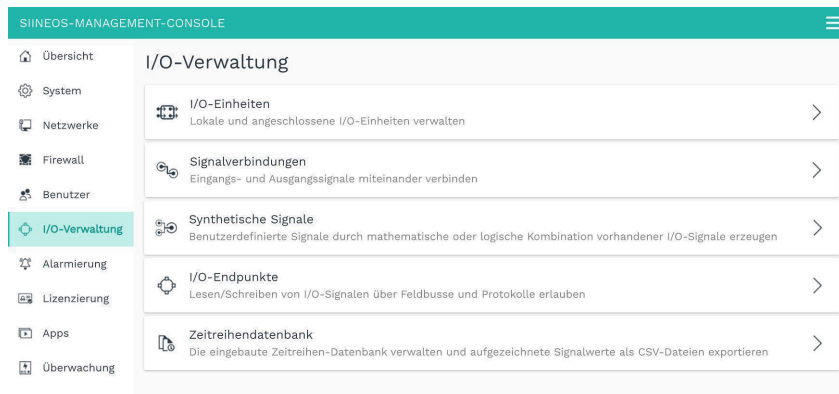 SIINEOS-MANAGEMENT-CONSOLE
Übersicht
System
Netzwerke
Firewall
Benutzer
I/O-Verwaltung
Alarmierung
Lizenzierung
Apps
Überwachung
I/O-Verwaltung
I/O-Einheiten
Lokale und angeschlossene I/O-Einheiten verwalten
Signalverbindungen
Eingangs- und Ausgangssignale miteinander verbinden
Synthetische Signale
Benutzerdefinierte Signale durch mathematische oder logische Kombination vorhandener I/O-Signale erzeugen
I/O-Endpunkte
Lesen/Schreiben von I/O-Signalen über Feldbusse und Protokolle erlauben
Zeitreihendatenbank
Die eingebaute Zeitreihen-Datenbank verwalten und aufgezeichnete Signalwerte als CSV-Dateien exportieren